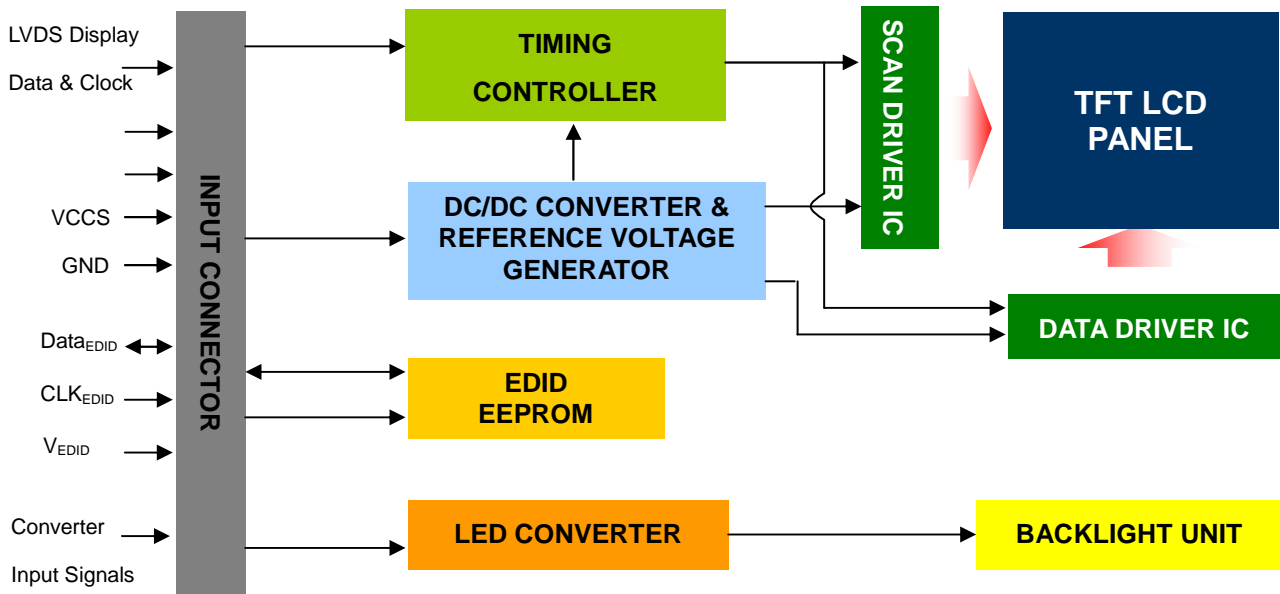 LVDS Display
Data & Clock
VCCS
GND
DataEDID
CLKEDID
VEDID
Converter
Input Signals
INPUT CONNECTOR
TIMING
CONTROLLER
DC/DC CONVERTER &
REFERENCE VOLTAGE
GENERATOR
EDID
EEPROM
LED CONVERTER
SCAN DRIVER IC
TFT LCD
PANEL
DATA DRIVER IC
BACKLIGHT UNIT